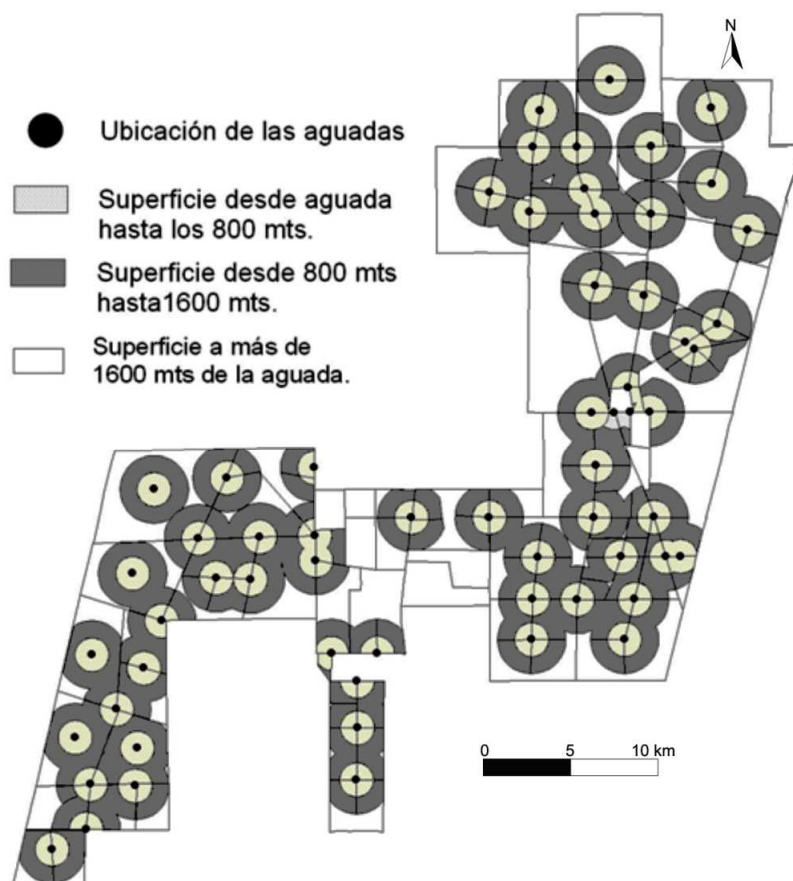 N
Ubicación de las aguadas
Superficie desde aguada
hasta los 800 mts.
Superficie desde 800 mts
hasta1600 mts.
Superficie a más de
1600 mts de la aguada.
0 5 10 km